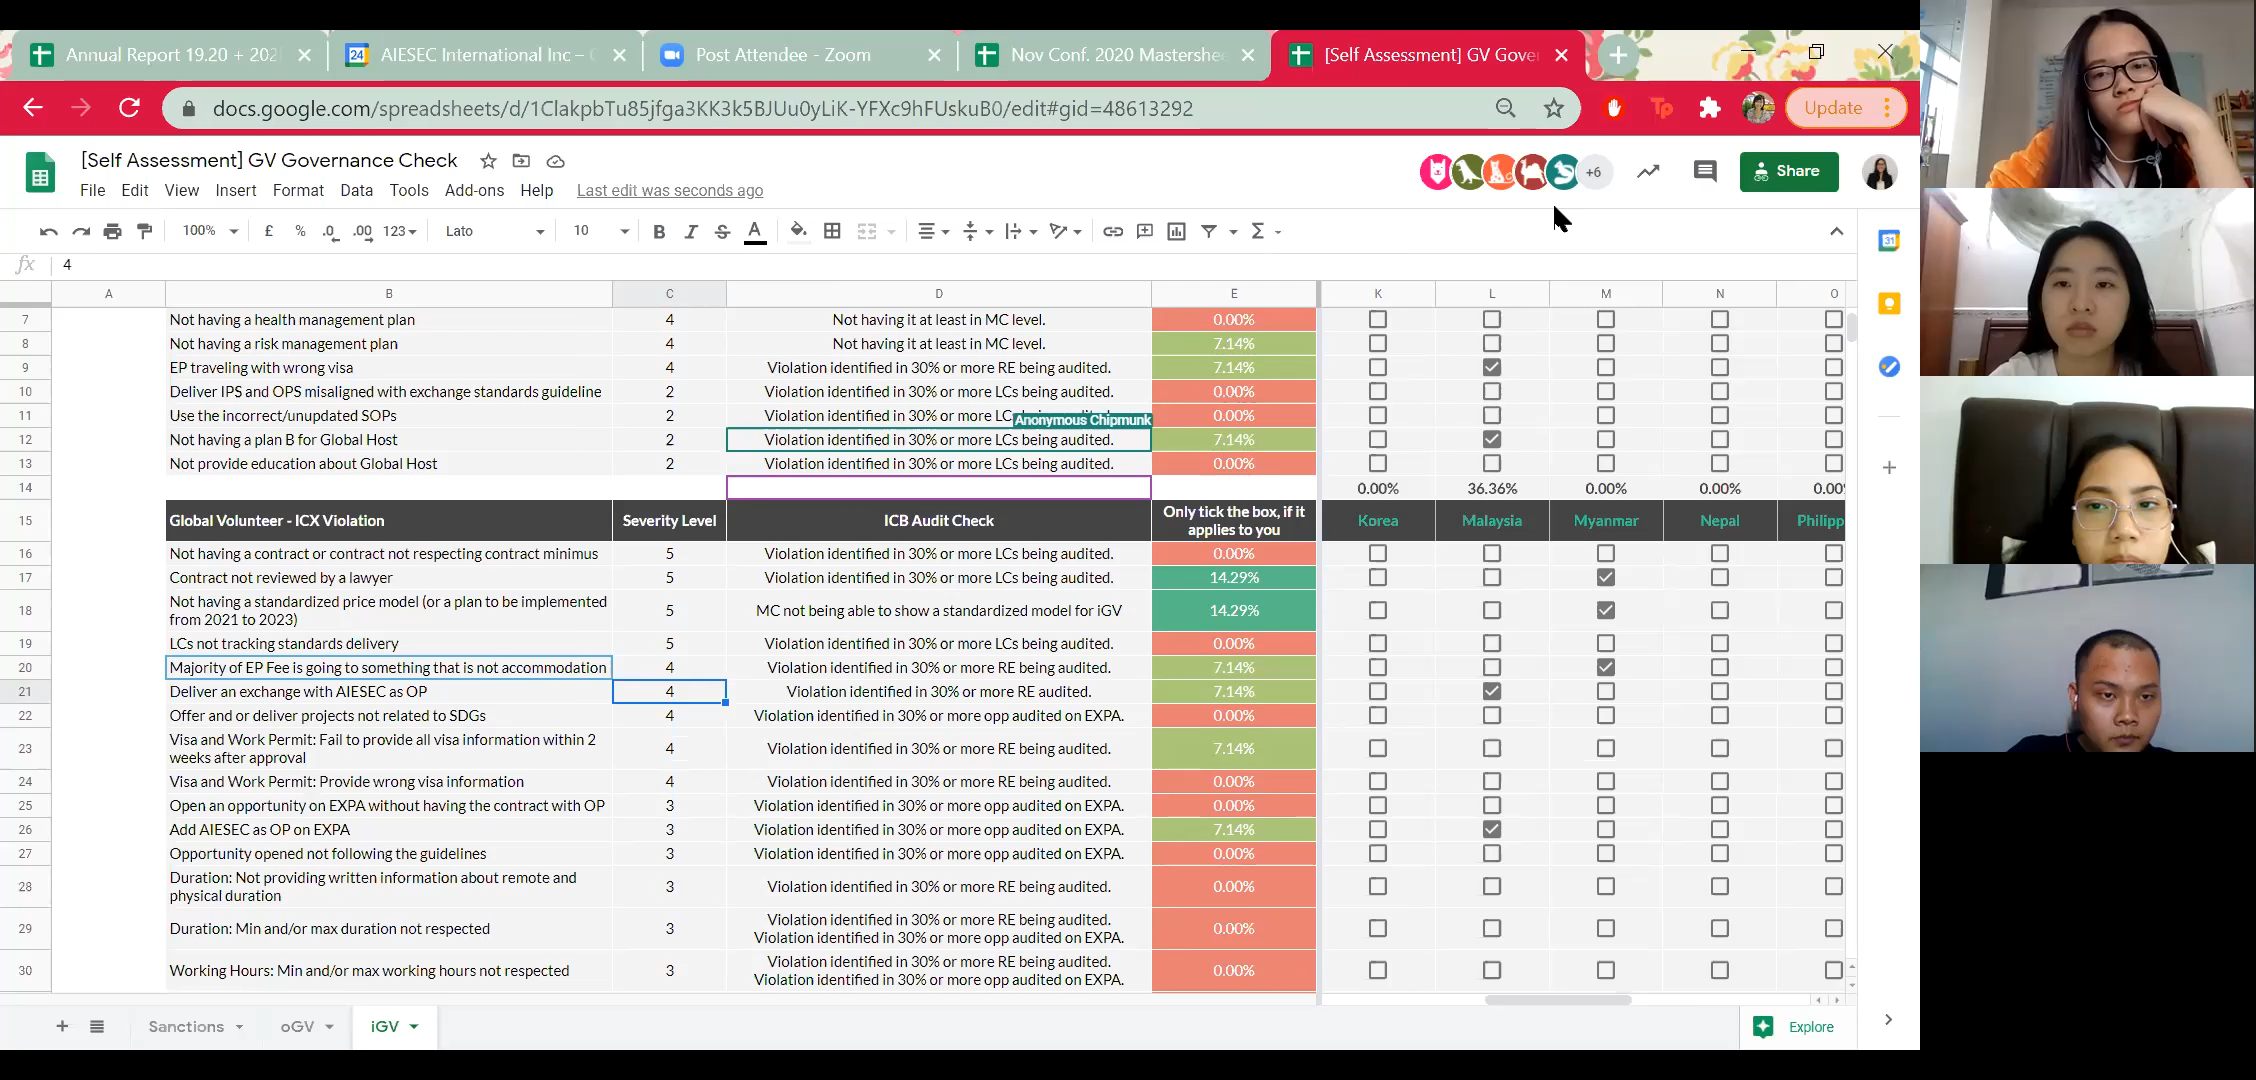 Annual Report 19.20 + 202
24 AIESEC International Inc –
Post Attendee - Zoom
Nov Conf. 2020 Mastershe
[Self Assessment] GV Gove
docs.google.com/spreadsheets/d/1ClakpbTu85jfga3KK3k5BJUu0yLiK-YFXc9hFUskuB0/edit#gid=48613292
Tp
Update
[Self Assessment] GV Governance Check
+6
Share
File Edit View Insert Format Data Tools Add-ons Help Last edit was seconds ago
100% £ % .0 .00 123 Lato 10 B I S A Σ
31
fx 4
A B C D E K L M N O
7 Not having a health management plan 4 Not having it at least in MC level. 0.00%
8 Not having a risk management plan 4 Not having it at least in MC level. 7.14%
9 EP traveling with wrong visa 4 Violation identified in 30% or more RE being audited. 7.14%
10 Deliver IPS and OPS misaligned with exchange standards guideline 2 Violation identified in 30% or more LCs being audited. 0.00%
11 Use the incorrect/unupdated SOPs 2 Violation identified in 30% or more LCs being audited. 0.00%
Anonymous Chipmunk
12 Not having a plan B for Global Host 2 Violation identified in 30% or more LCs being audited. 7.14%
13 Not provide education about Global Host 2 Violation identified in 30% or more LCs being audited. 0.00%
14 0.00% 36.36% 0.00% 0.00% 0.00
15 Global Volunteer - ICX Violation Severity Level ICB Audit Check Only tick the box, if it Korea Malaysia Myanmar Nepal Philipp
applies to you
16 Not having a contract or contract not respecting contract minimus 5 Violation identified in 30% or more LCs being audited. 0.00%
17 Contract not reviewed by a lawyer 5 Violation identified in 30% or more LCs being audited. 14.29%
18 Not having a standardized price model (or a plan to be implemented 5 MC not being able to show a standardized model for iGV 14.29%
from 2021 to 2023)
19 LCs not tracking standards delivery 5 Violation identified in 30% or more LCs being audited. 0.00%
20 Majority of EP Fee is going to something that is not accommodation 4 Violation identified in 30% or more RE being audited. 7.14%
21 Deliver an exchange with AIESEC as OP 4 Violation identified in 30% or more RE audited. 7.14%
22 Offer and or deliver projects not related to SDGs 4 Violation identified in 30% or more opp audited on EXPA. 0.00%
23 Visa and Work Permit: Fail to provide all visa information within 2 4 Violation identified in 30% or more RE being audited. 7.14%
weeks after approval
24 Visa and Work Permit: Provide wrong visa information 4 Violation identified in 30% or more RE being audited. 0.00%
25 Open an opportunity on EXPA without having the contract with OP 3 Violation identified in 30% or more opp audited on EXPA. 0.00%
26 Add AIESEC as OP on EXPA 3 Violation identified in 30% or more opp audited on EXPA. 7.14%
27 Opportunity opened not following the guidelines 3 Violation identified in 30% or more opp audited on EXPA. 0.00%
28 Duration: Not providing written information about remote and 3 Violation identified in 30% or more RE being audited. 0.00%
physical duration
29 Duration: Min and/or max duration not respected 3 Violation identified in 30% or more RE being audited. 0.00%
Violation identified in 30% or more opp audited on EXPA.
30 Working Hours: Min and/or max working hours not respected 3 Violation identified in 30% or more RE being audited. 0.00%
Violation identified in 30% or more opp audited on EXPA.
Sanctions oGV iGV Explore